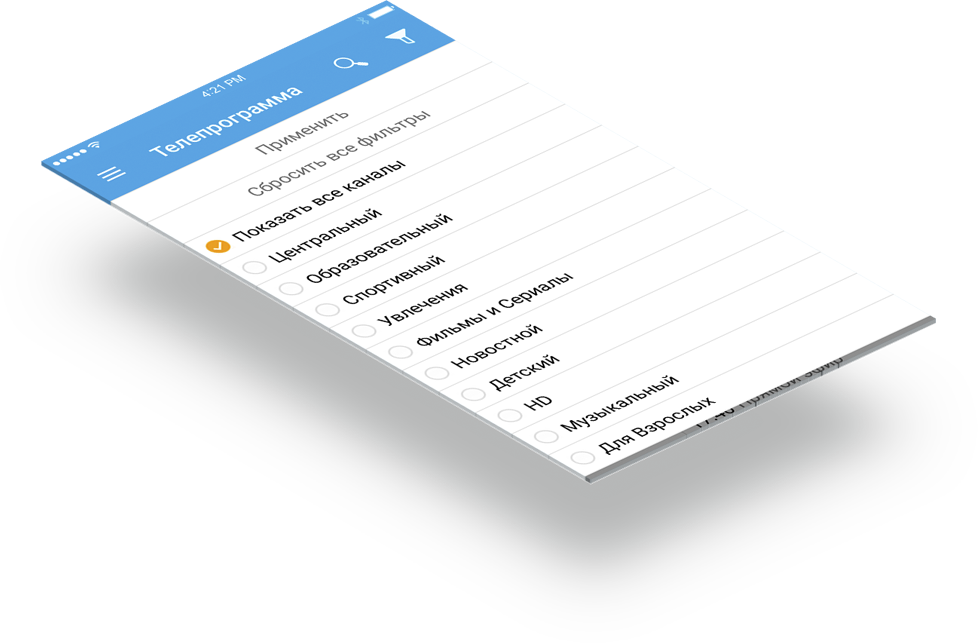 4:21 PM
Телепрограмма
Применить
Сбросить все фильтры
Показать все каналы
Центральный
Образовательный
Спортивный
Увлечения
Фильмы и Сериалы
Новостной
Детский
HD
Музыкальный
Для Взрослых
17:40 Прямой эфир